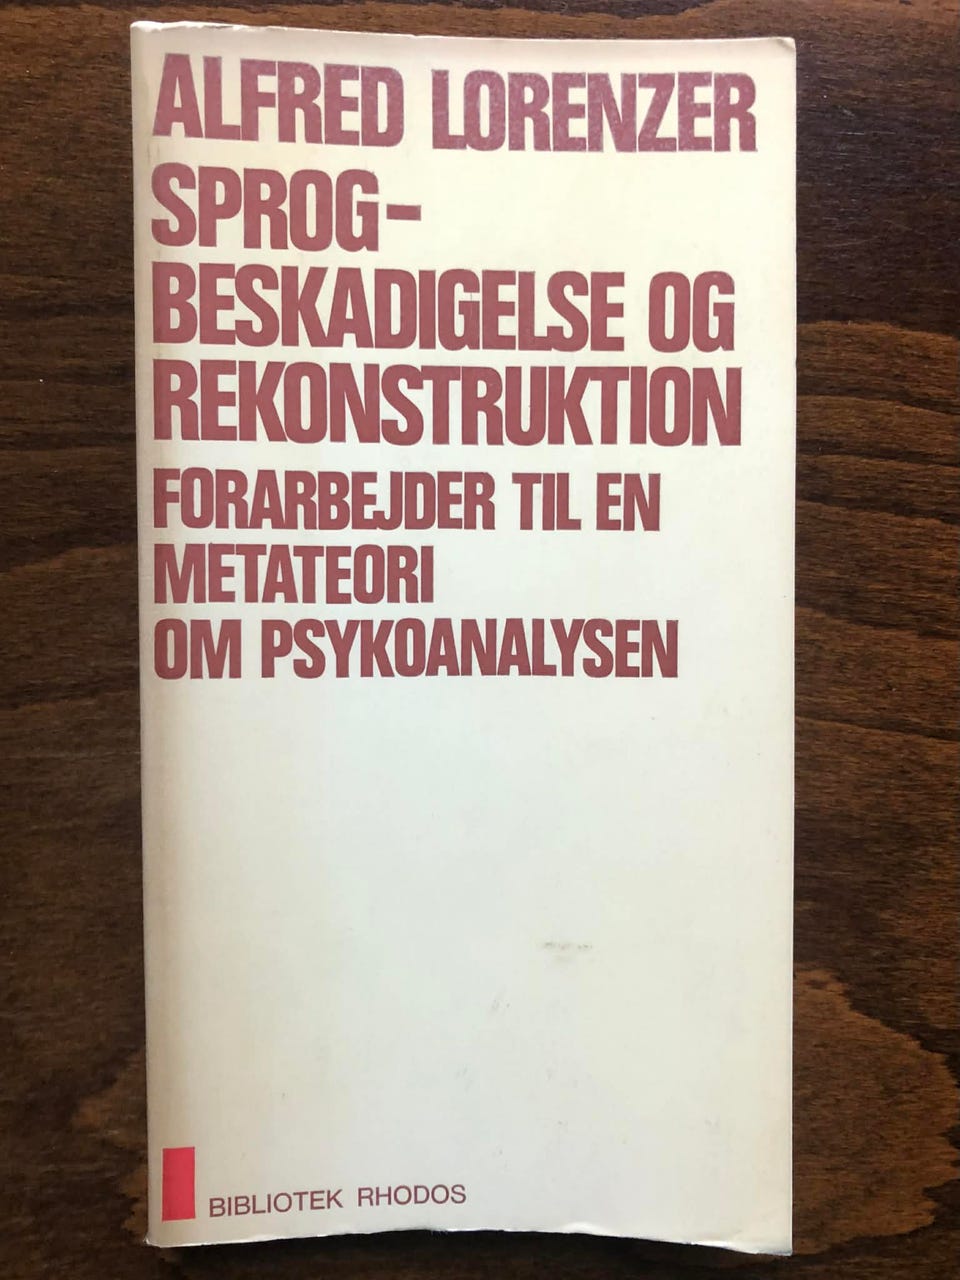 ALFRED LORENZER
SPROG-
BESKADIGELSE OG
REKONSTRUKTION
FORARBEJDER TIL EN
METATEORI
OM PSYKOANALYSEN
BIBLIOTEK RHODOS